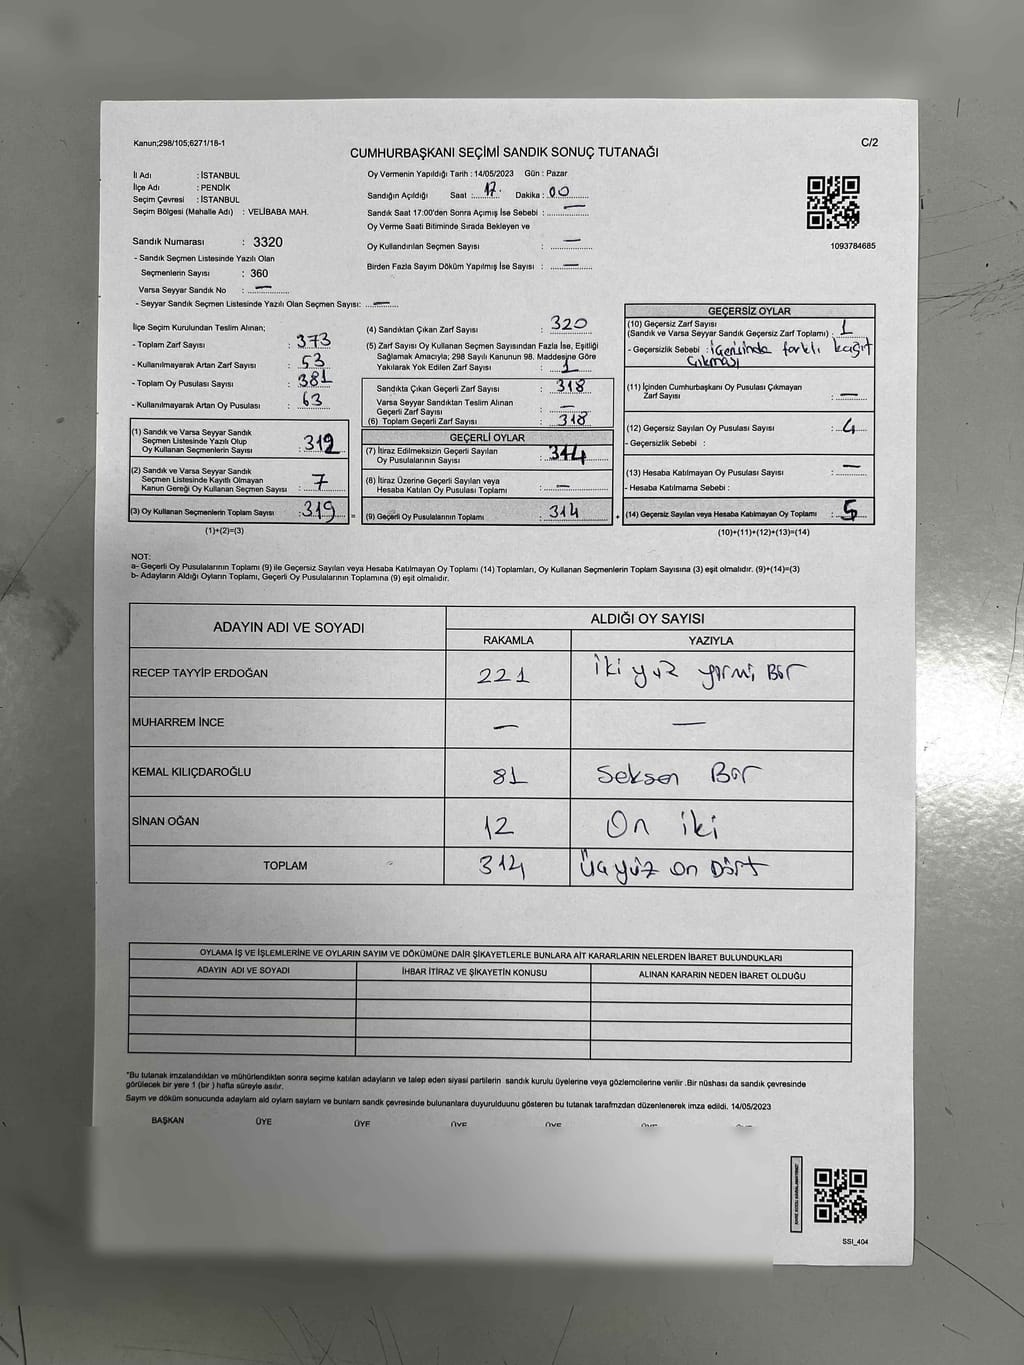 Kanun;298/105;6271/18-1
C/2
CUMHURBAŞKANI SEÇİMİ SANDIK SONUÇ TUTANAĞI
İl Adı : İSTANBUL
İlçe Adı : PENDİK
Seçim Çevresi : İSTANBUL
Seçim Bölgesi (Mahalle Adı) : VELİBABA MAH.
Sandık Numarası : 3320
- Sandık Seçmen Listesinde Yazılı Olan
Seçmenlerin Sayısı : 360
Varsa Seyyar Sandık No : —
- Seyyar Sandık Seçmen Listesinde Yazılı Olan Seçmen Sayısı: —
Oy Vermenin Yapıldığı Tarih : 14/05/2023 Gün : Pazar
Sandığın Açıldığı Saat : 17. Dakika : 00
Sandık Saat 17:00'den Sonra Açımış İse Sebebi : —
Oy Verme Saati Bitiminde Sırada Bekleyen ve
Oy Kullandırılan Seçmen Sayısı : —
Birden Fazla Sayım Döküm Yapılmış İse Sayısı : —
1093784685
İlçe Seçim Kurulundan Teslim Alınan;
- Toplam Zarf Sayısı : 373
- Kullanılmayarak Artan Zarf Sayısı : 53
- Toplam Oy Pusulası Sayısı : 381
- Kullanılmayarak Artan Oy Pusulası : 63
(1) Sandık ve Varsa Seyyar Sandık
Seçmen Listesinde Yazılı Olup
Oy Kullanan Seçmenlerin Sayısı : 312
(2) Sandık ve Varsa Seyyar Sandık
Seçmen Listesinde Kayıtlı Olmayan
Kanun Gereği Oy Kullanan Seçmen Sayısı : 7
(3) Oy Kullanan Seçmenlerin Toplam Sayısı : 319 =
(1)+(2)=(3)
(4) Sandıktan Çıkan Zarf Sayısı : 320
(5) Zarf Sayısı Oy Kullanan Seçmen Sayısından Fazla İse, Eşitliği
Sağlamak Amacıyla; 298 Sayılı Kanunun 98. Maddesine Göre
Yakılarak Yok Edilen Zarf Sayısı : 1
Sandıkta Çıkan Geçerli Zarf Sayısı : 318
Varsa Seyyar Sandıktan Teslim Alınan
Geçerli Zarf Sayısı : —
(6) Toplam Geçerli Zarf Sayısı : 318
GEÇERLİ OYLAR
(7) İtiraz Edilmeksizin Geçerli Sayılan
Oy Pusulalarının Sayısı : 314
(8) İtiraz Üzerine Geçerli Sayılan veya
Hesaba Katılan Oy Pusulası Toplamı : —
(9) Geçerli Oy Pusulalarının Toplamı : 314 +
GEÇERSİZ OYLAR
(10) Geçersiz Zarf Sayısı
(Sandık ve Varsa Seyyar Sandık Geçersiz Zarf Toplamı) : 1
- Geçersizlik Sebebi : içerisinde farklı kağıt
çıkması
(11) İçinden Cumhurbaşkanı Oy Pusulası Çıkmayan
Zarf Sayısı : —
(12) Geçersiz Sayılan Oy Pusulası Sayısı : 4
- Geçersizlik Sebebi :
(13) Hesaba Katılmayan Oy Pusulası Sayısı : —
- Hesaba Katılmama Sebebi :
(14) Geçersiz Sayılan veya Hesaba Katılmayan Oy Toplamı : 5
(10)+(11)+(12)+(13)=(14)
NOT:
a- Geçerli Oy Pusulalarının Toplamı (9) ile Geçersiz Sayılan veya Hesaba Katılmayan Oy Toplamı (14) Toplamları, Oy Kullanan Seçmenlerin Toplam Sayısına (3) eşit olmalıdır. (9)+(14)=(3)
b- Adayların Aldığı Oyların Toplamı, Geçerli Oy Pusulalarının Toplamına (9) eşit olmalıdır.
ADAYIN ADI VE SOYADI
ALDIĞI OY SAYISI
RAKAMLA YAZIYLA
RECEP TAYYİP ERDOĞAN 221 iki yüz yirmi Bir
MUHARREM İNCE — —
KEMAL KILIÇDAROĞLU 81 Seksen Bir
SİNAN OĞAN 12 On iki
TOPLAM 314 Üçyüz on Dört
OYLAMA İŞ VE İŞLEMLERİNE VE OYLARIN SAYIM VE DÖKÜMÜNE DAİR ŞİKAYETLERLE BUNLARA AİT KARARLARIN NELERDEN İBARET BULUNDUKLARI
ADAYIN ADI VE SOYADI İHBAR İTİRAZ VE ŞİKAYETİN KONUSU ALINAN KARARIN NEDEN İBARET OLDUĞU
"Bu tutanak imzalandıktan ve mühürlendikten sonra seçime katılan adayların ve talep eden siyasi partilerin sandık kurulu üyelerine veya gözlemcilerine verilir .Bir nüshası da sandık çevresinde
görülecek bir yere 1 (bir ) hafta süreyle asılır.
Sayım ve döküm sonucunda adayların ald oyların sayların ve bunların sandk çevresinde bulunanlara duyurulduunu gösteren bu tutanak tarafmzdan düzenlenerek imza edildi. 14/05/2023
BAŞKAN ÜYE ÜYE ÜYE ÜYE ÜYE
SSI_404